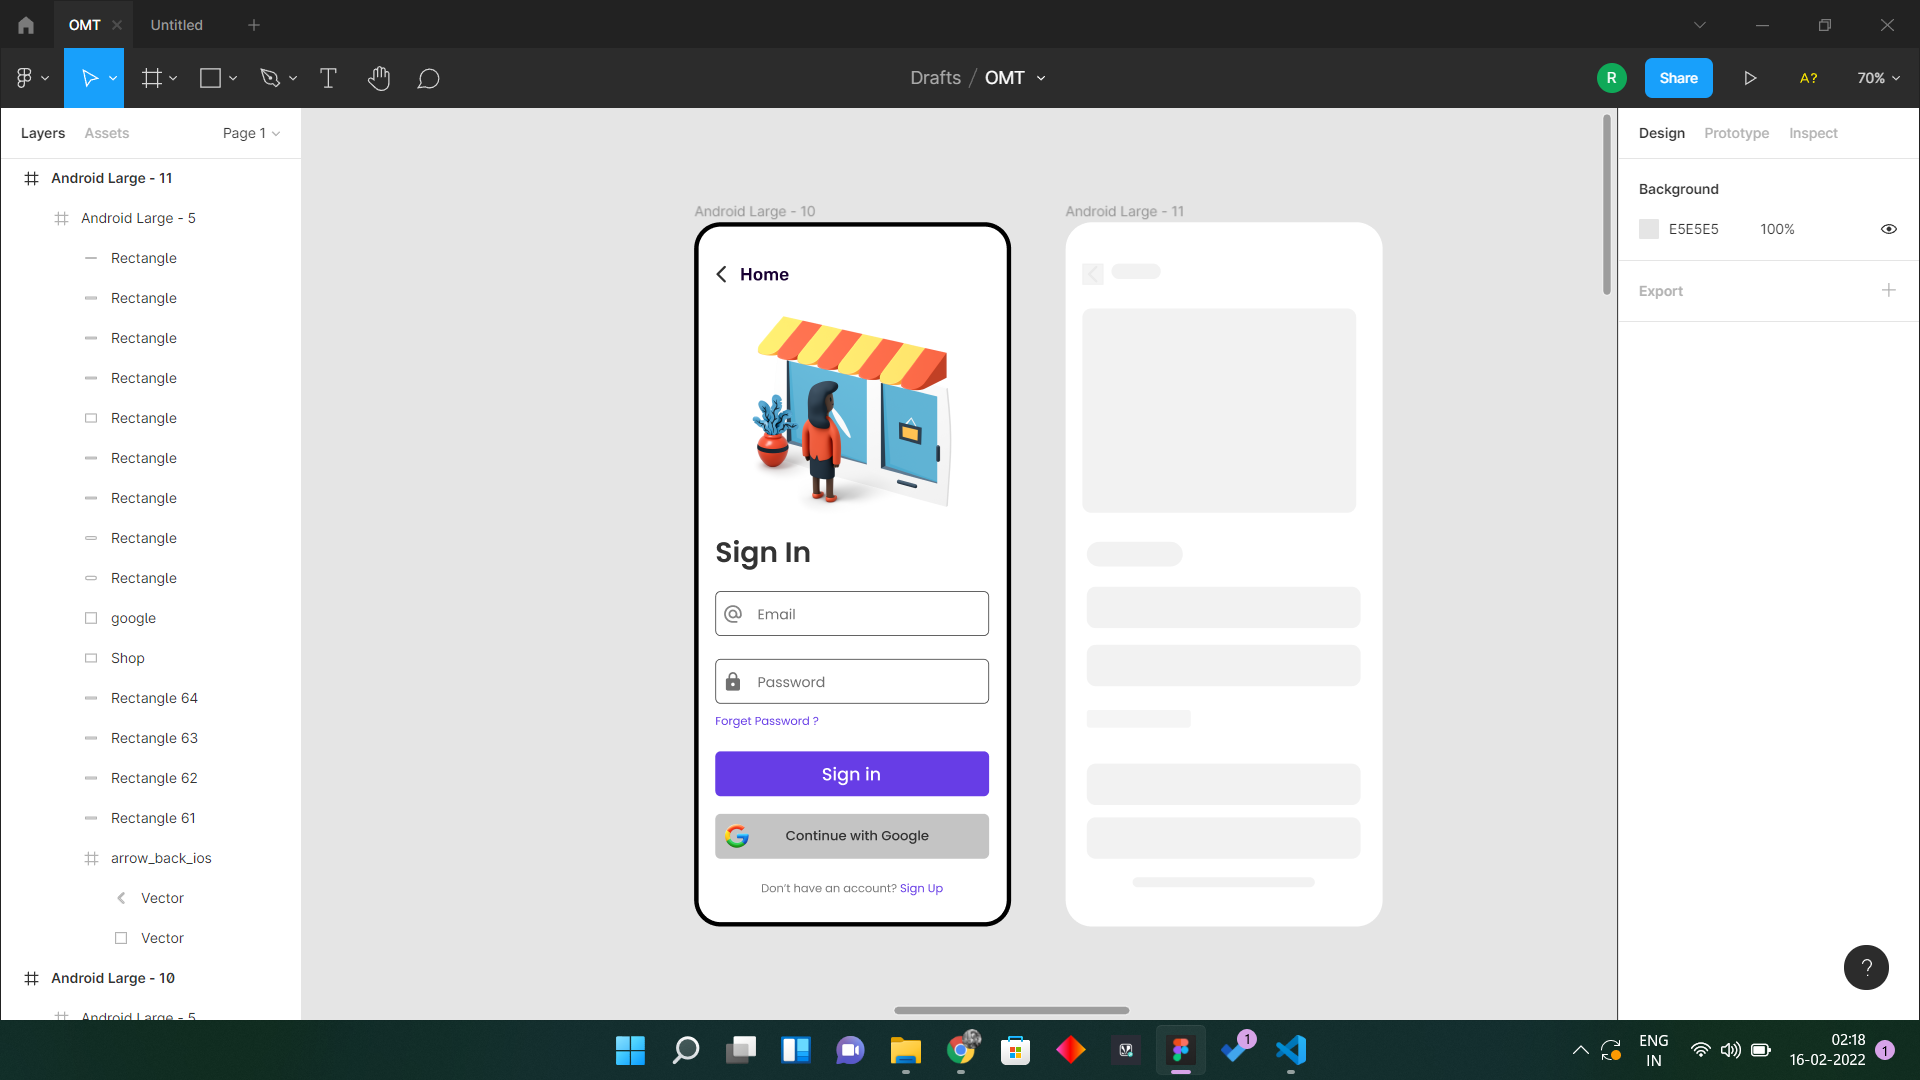 OMT
Untitled
Drafts / OMT
R
Share
A?
70%
Layers
Assets
Page 1
Design
Prototype
Inspect
Android Large - 11
Android Large - 5
Rectangle
Rectangle
Rectangle
Rectangle
Rectangle
Rectangle
Rectangle
Rectangle
Rectangle
google
Shop
Rectangle 64
Rectangle 63
Rectangle 62
Rectangle 61
arrow_back_ios
Vector
Vector
Android Large - 10
Android Large - 5
Android Large - 10
Home
Sign In
Email
Password
Forget Password ?
Sign in
Continue with Google
Don't have an account? Sign Up
Android Large - 11
Background
E5E5E5 100%
Export
?
1
ENG
IN
02:18
16-02-2022
1